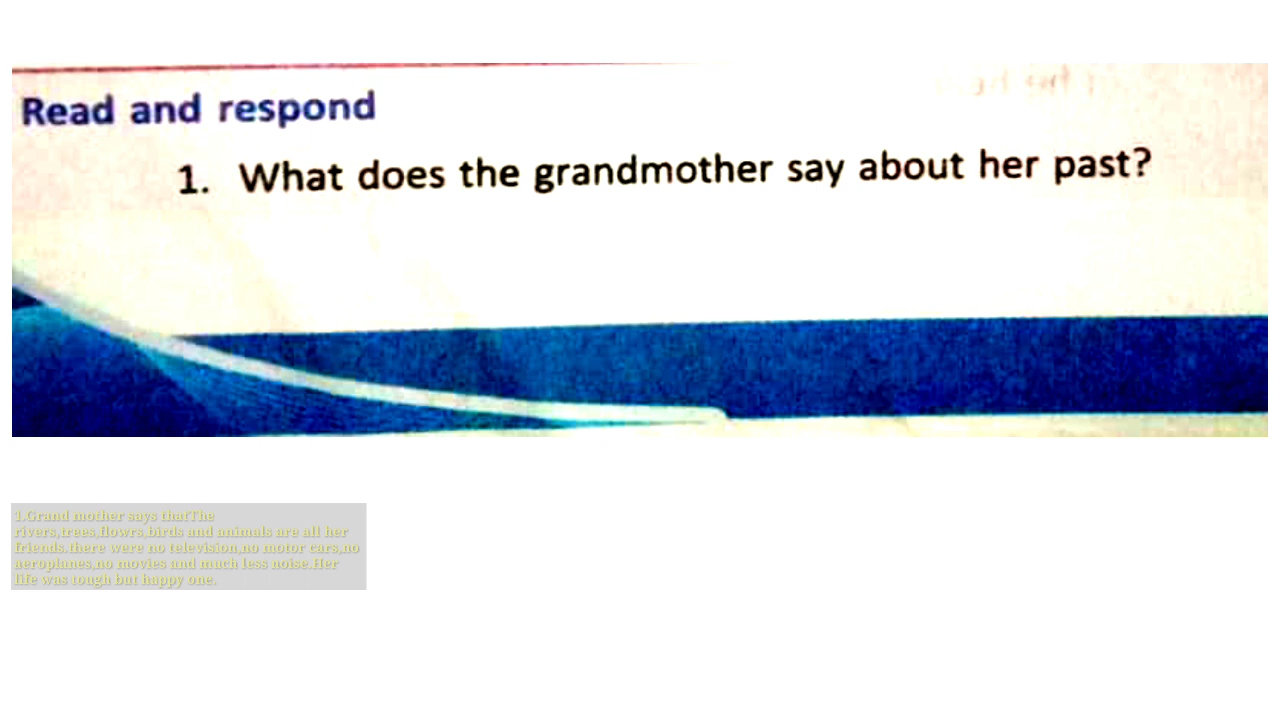 Read and respond
1. What does the grandmother say about her past?
1.Grand mother says thatThe
rivers,trees,flowrs,birds and animals are all her
friends.there were no television,no motor cars,no
aeroplanes,no movies and much less noise.Her
life was tough but happy one.